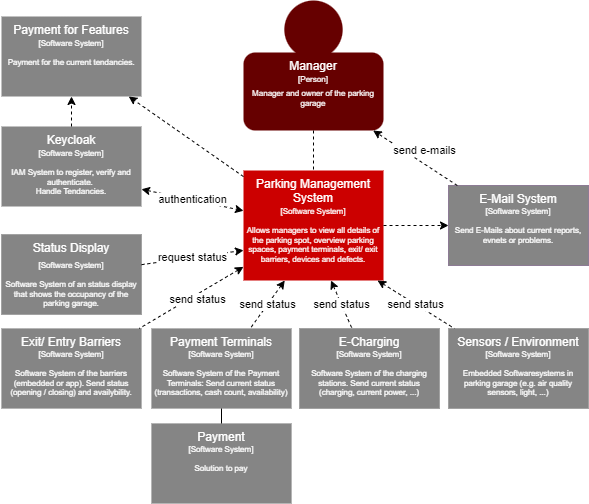 Payment for Features
[Software System]
Payment for the current tendancies.
Manager
[Person]
Manager and owner of the parking
garage
send e-mails
Keycloak
[Software System]
IAM System to register, verify and
authenticate.
Handle Tendancies.
authentication
Parking Management
System
[Software System]
Allows managers to view all details of
the parking spot, overview parking
spaces, payment terminals, exit/ exit
barriers, devices and defects.
E-Mail System
[Software System]
Send E-Mails about current reports,
evnets or problems.
Status Display
[Software System]
Software System of an status display
that shows the occupancy of the
parking garage.
request status
send status
send status
send status
send status
Exit/ Entry Barriers
[Software System]
Software System of the barriers
(embedded or app). Send status
(opening / closing) and availybility.
Payment Terminals
[Software System]
Software System of the Payment
Terminals: Send current status
(transactions, cash count, availability)
E-Charging
[Software System]
Software System of the charging
stations. Send current status
(charging, current power, ...)
Sensors / Environment
[Software System]
Embedded Softwaresystems in
parking garage (e.g. air quality
sensors, light, ...)
Payment
[Software System]
Solution to pay